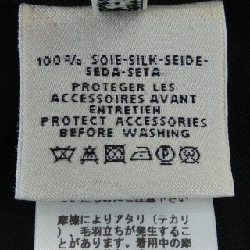 100% SOIE-SILK-SEIDE-
SEDA-SETA
PROTEGER LES
ACCESSOIRES AVANT
ENTRETIEN
PROTECT ACCESSORIES
BEFORE WASHING
摩擦によりアタリ（テカリ
）、毛羽立ちが発生するこ
とがあります。着用中の摩